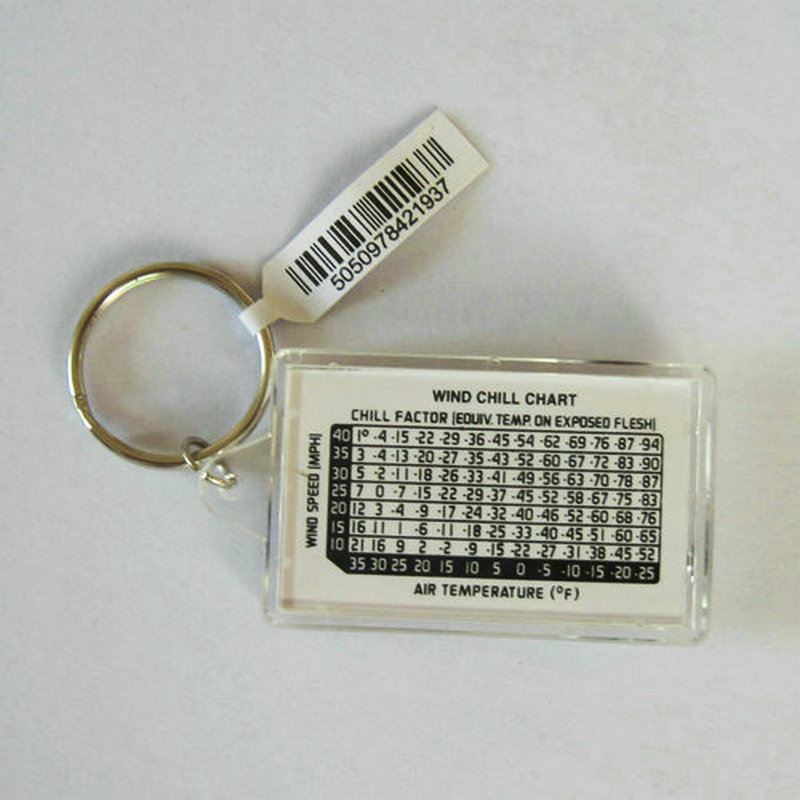 5050978421937
WIND CHILL CHART
CHILL FACTOR (EQUIV. TEMP. ON EXPOSED FLESH)
WIND SPEED (MPH)
40 1° -4 -15 -22 -29 -36 -45 -54 -62 -69 -76 -87 -94
35 3 -4 -13 -20 -27 -35 -43 -52 -60 -67 -72 -83 -90
30 5 -2 -11 -18 -26 -33 -41 -49 -56 -63 -70 -78 -87
25 7 0 -7 -15 -22 -29 -37 -45 -52 -58 -67 -75 -83
20 12 3 -4 -9 -17 -24 -32 -40 -46 -52 -60 -68 -76
15 16 11 1 -6 -11 -18 -25 -33 -40 -45 -51 -60 -65
10 21 16 9 2 -2 -9 -15 -22 -27 -31 -38 -45 -52
35 30 25 20 15 10 5 0 -5 -10 -15 -20 -25
AIR TEMPERATURE (°F)